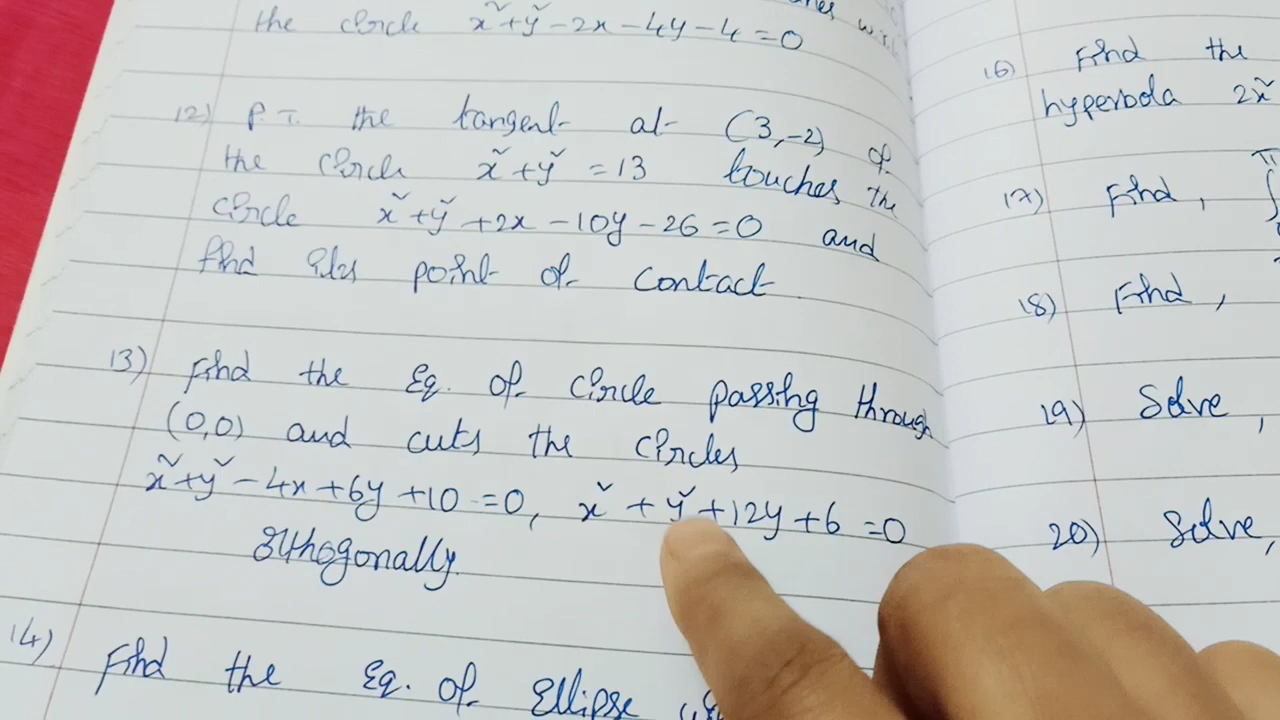 the circle x²+y²-2x-4y-4=0
12) P.T. the tangent at (3,-2) of
the circle x²+y²=13 touches the
circle x²+y²+2x-10y-26=0 and
find its point of contact
13) Find the Eq. of circle passing through
(0,0) and cuts the circles
x²+y²-4x+6y+10=0, x²+y²+12y+6=0
orthogonally.
14) Find the Eq. of Ellipse
16) Find the
hyperbola 2x²
17) Find, ∫
18) Find,
19) Solve,
20) Solve,